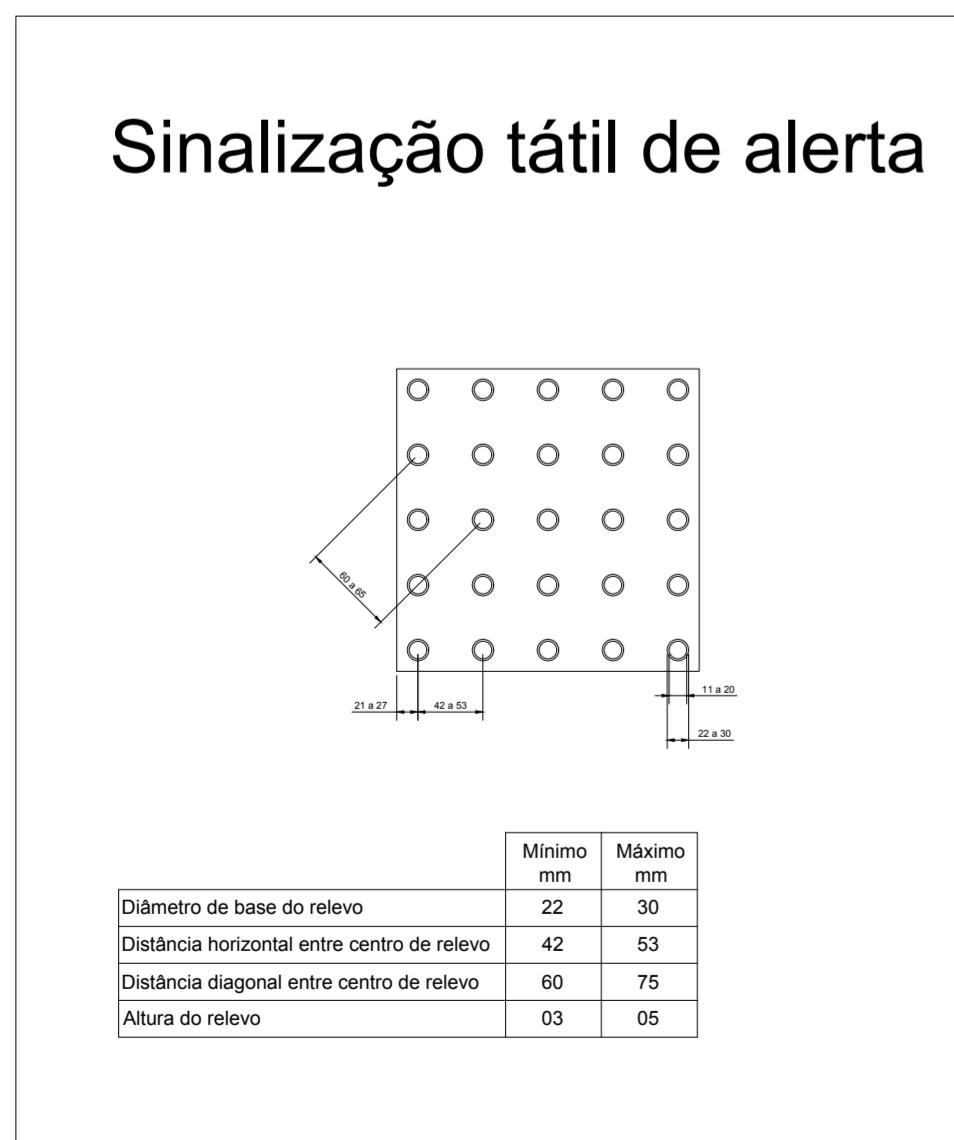 Sinalização tátil de alerta
60 a 65
21 a 27
42 a 53
11 a 20
22 a 30
Mínimo mm Máximo mm
Diâmetro de base do relevo 22 30
Distância horizontal entre centro de relevo 42 53
Distância diagonal entre centro de relevo 60 75
Altura do relevo 03 05